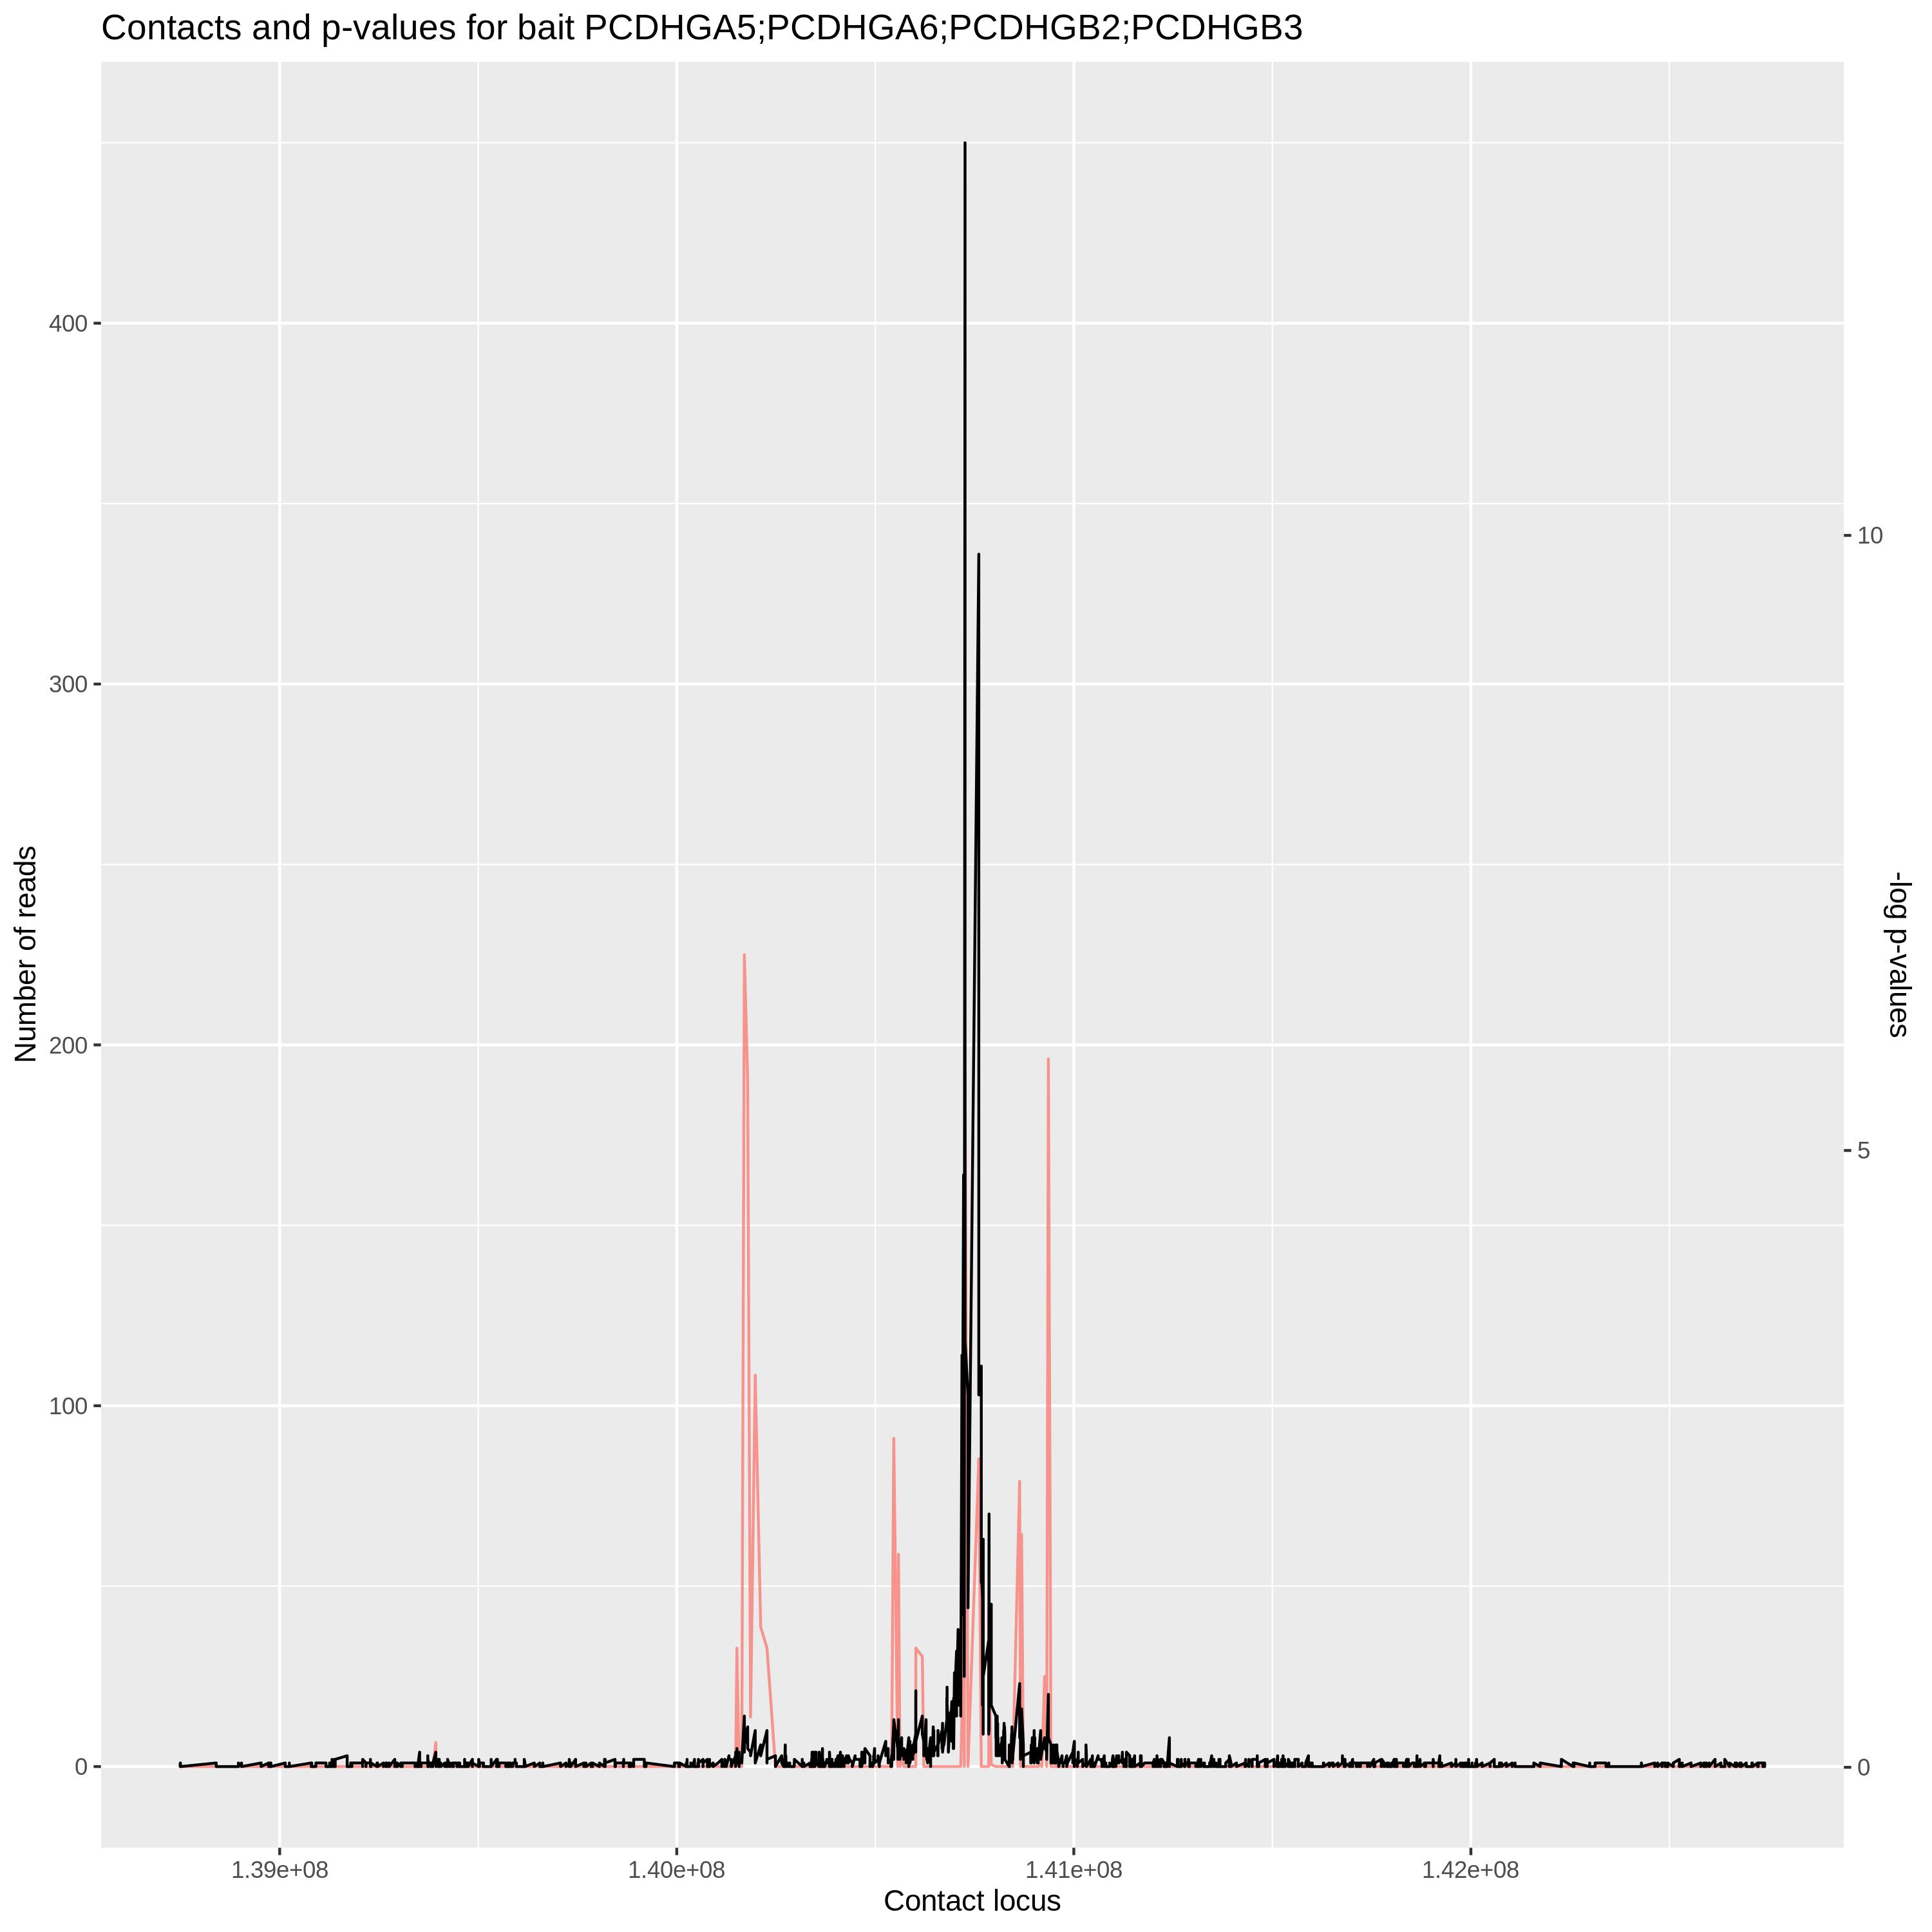 Contacts and p-values for bait PCDHGA5;PCDHGA6;PCDHGB2;PCDHGB3
400
300
200
100
0
Number of reads
10
5
0
-log p-values
1.39e+08
1.40e+08
1.41e+08
1.42e+08
Contact locus